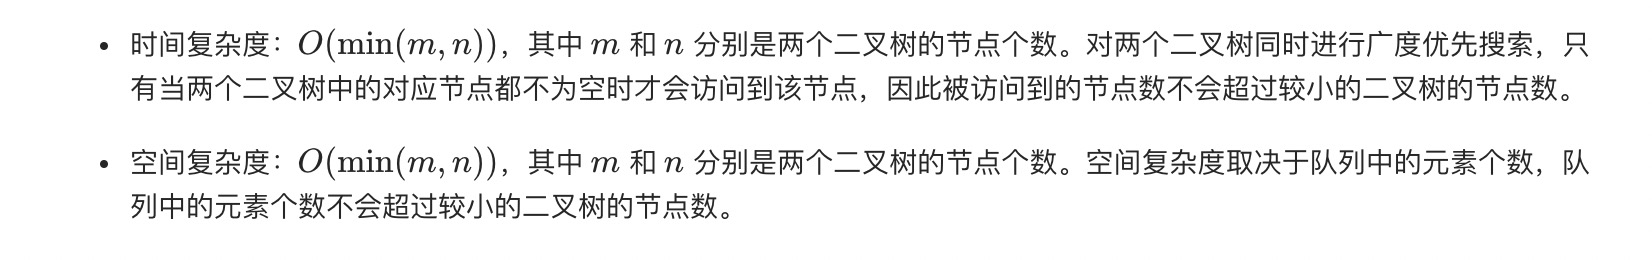 • 时间复杂度：O(min(m, n))，其中 m 和 n 分别是两个二叉树的节点个数。对两个二叉树同时进行广度优先搜索，只
有当两个二叉树中的对应节点都不为空时才会访问到该节点，因此被访问到的节点数不会超过较小的二叉树的节点数。
• 空间复杂度：O(min(m, n))，其中 m 和 n 分别是两个二叉树的节点个数。空间复杂度取决于队列中的元素个数，队
列中的元素个数不会超过较小的二叉树的节点数。